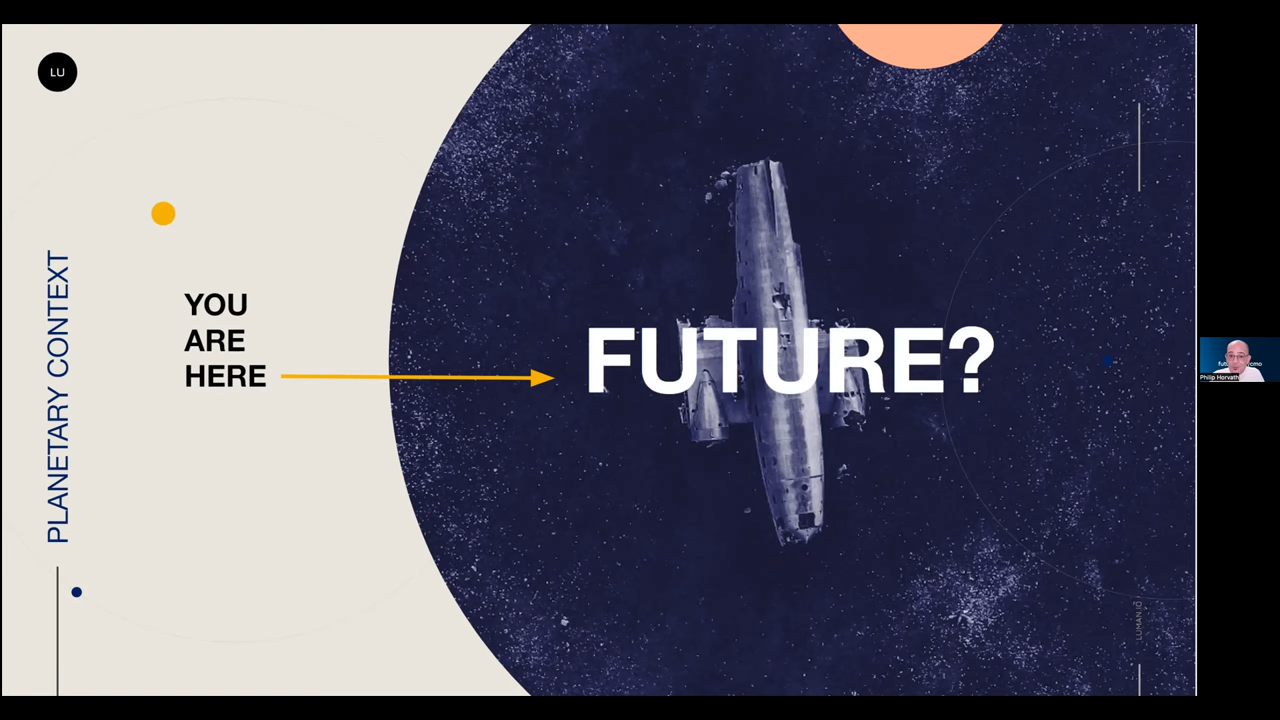 LU
PLANETARY CONTEXT
YOU
ARE
HERE
FUTURE?
LUMAN.IO
Philip Horvath